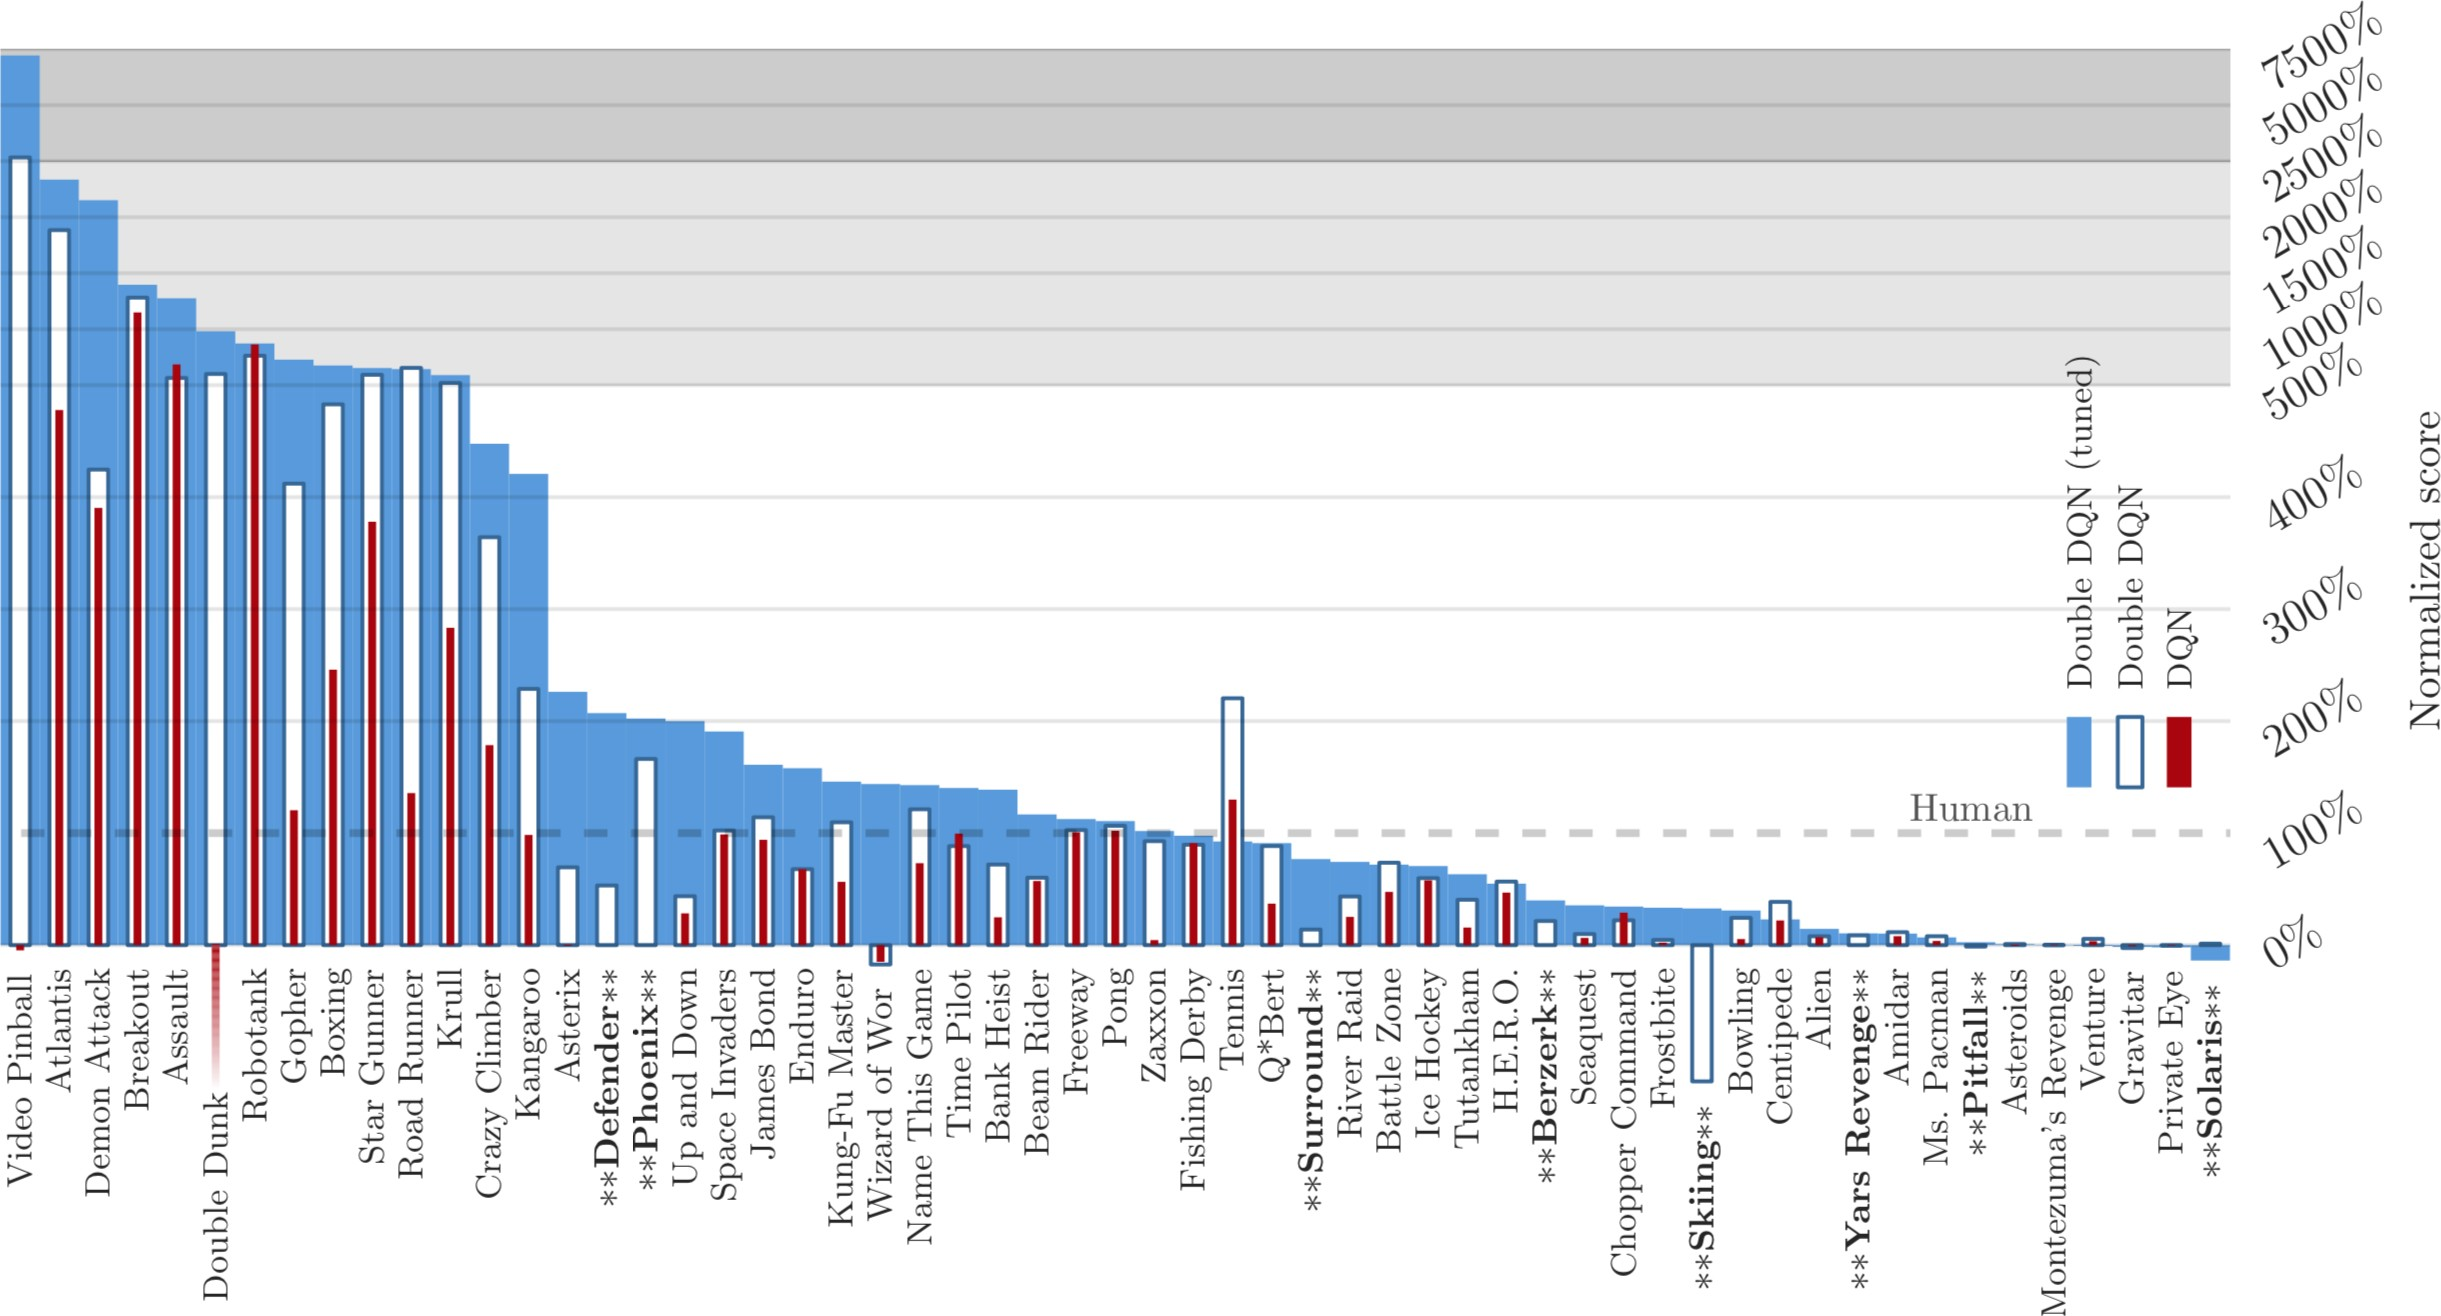 7500%
5000%
2500%
2000%
1500%
1000%
500%
400%
300%
200%
100%
0%
Normalized score
Double DQN (tuned)
Double DQN
DQN
Human
Video Pinball
Atlantis
Demon Attack
Breakout
Assault
Double Dunk
Robotank
Gopher
Boxing
Star Gunner
Road Runner
Krull
Crazy Climber
Kangaroo
Asterix
**Defender**
**Phoenix**
Up and Down
Space Invaders
James Bond
Enduro
Kung-Fu Master
Wizard of Wor
Name This Game
Time Pilot
Bank Heist
Beam Rider
Freeway
Pong
Zaxxon
Fishing Derby
Tennis
Q*Bert
**Surround**
River Raid
Battle Zone
Ice Hockey
Tutankham
H.E.R.O.
**Berzerk**
Seaquest
Chopper Command
Frostbite
**Skiing**
Bowling
Centipede
Alien
**Yars Revenge**
Amidar
Ms. Pacman
**Pitfall**
Asteroids
Montezuma's Revenge
Venture
Gravitar
Private Eye
**Solaris**